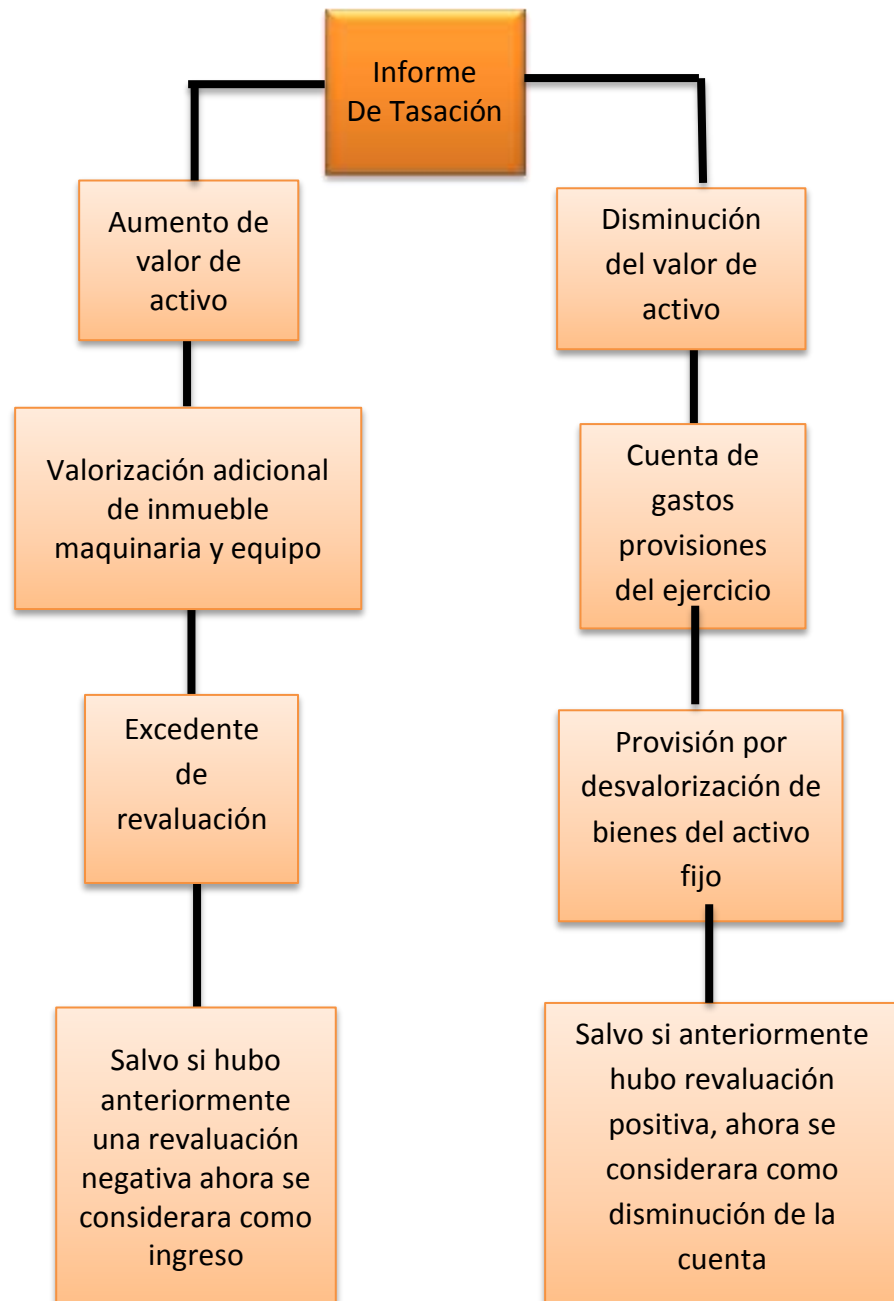 Informe
De Tasación
Aumento de
valor de
activo
Valorización adicional
de inmueble
maquinaria y equipo
Excedente
de
revaluación
Salvo si hubo
anteriormente
una revaluación
negativa ahora se
considerara como
ingreso
Disminución
del valor de
activo
Cuenta de
gastos
provisiones
del ejercicio
Provisión por
desvalorización de
bienes del activo
fijo
Salvo si anteriormente
hubo revaluación
positiva, ahora se
considerara como
disminución de la
cuenta